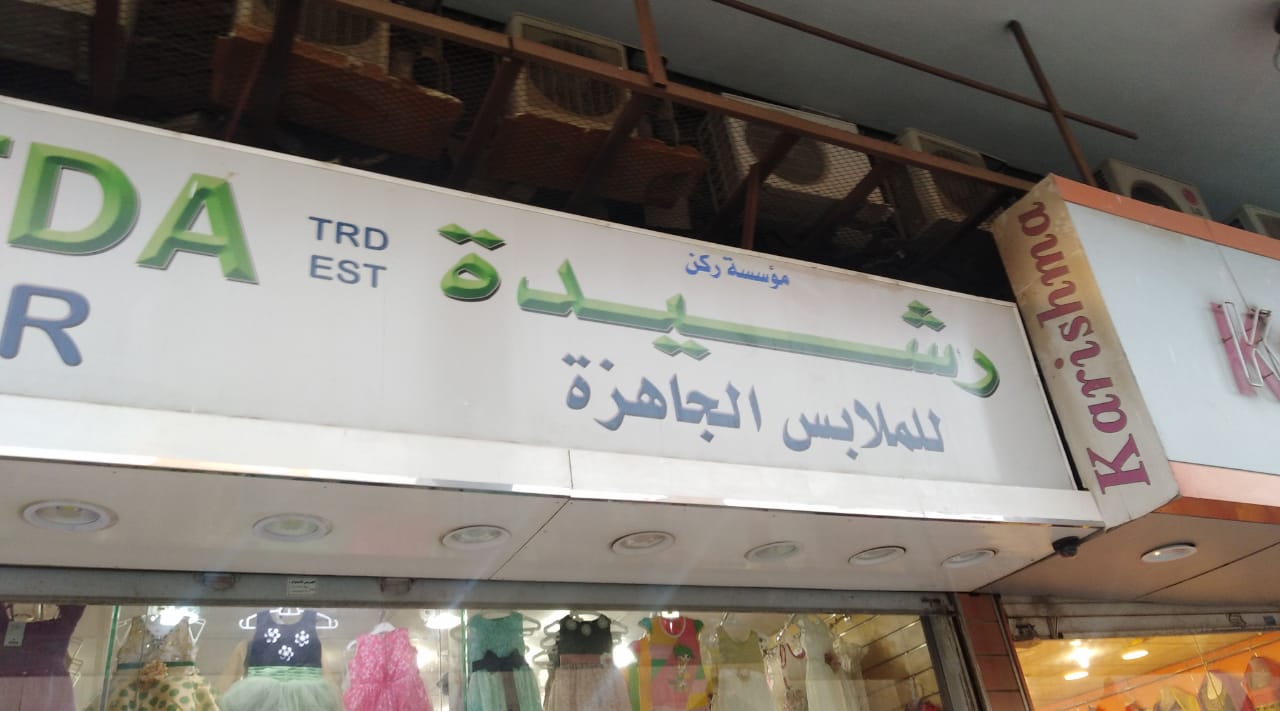 DA
TRD
EST
R
مؤسسة ركن
رشيدة
للملابس الجاهزة
Karishma
K